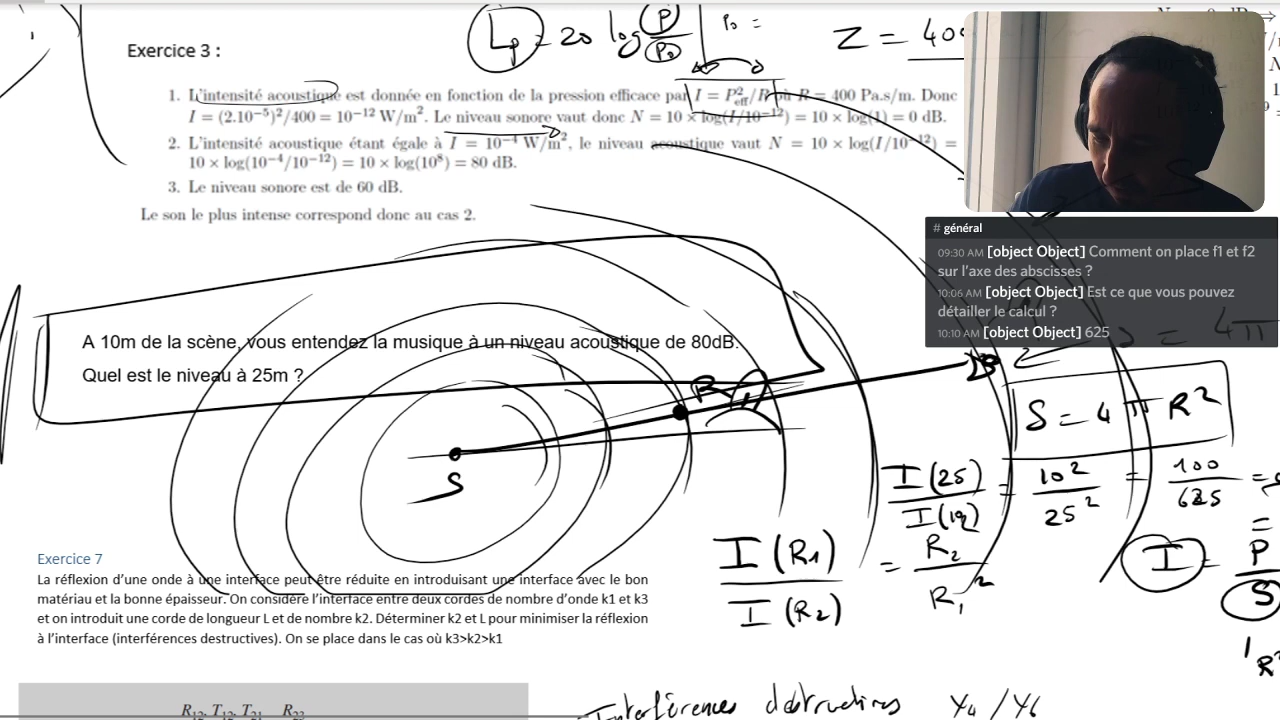 Lp = 20 log P/P0
P0 =
Z = 400
Exercice 3 :
1. L'intensité acoustique est donnée en fonction de la pression efficace par I = P²eff/R où R = 400 Pa.s/m. Donc
I = (2.10⁻⁵)²/400 = 10⁻¹² W/m². Le niveau sonore vaut donc N = 10 × log(I/10⁻¹²) = 10 × log(1) = 0 dB.
2. L'intensité acoustique étant égale à I = 10⁻⁴ W/m², le niveau acoustique vaut N = 10 × log(I/10⁻¹²) =
10 × log(10⁻⁴/10⁻¹²) = 10 × log(10⁸) = 80 dB.
3. Le niveau sonore est de 60 dB.
Le son le plus intense correspond donc au cas 2.
# général
09:30 AM [object Object] Comment on place f1 et f2
sur l'axe des abscisses ?
10:06 AM [object Object] Est ce que vous pouvez
détailler le calcul ?
10:10 AM [object Object] 625
A 10m de la scène, vous entendez la musique à un niveau acoustique de 80dB.
Quel est le niveau à 25m ?
= 4π
R
S = 4 π R²
S
I(25)/I(10) = 10²/25² = 100/625 =
I(R1)/I(R2) = R2/R1²
I = P/S
Exercice 7
La réflexion d'une onde à une interface peut être réduite en introduisant une interface avec le bon
matériau et la bonne épaisseur. On considère l'interface entre deux cordes de nombre d'onde k1 et k3
et on introduit une corde de longueur L et de nombre k2. Déterminer k2 et L pour minimiser la réflexion
à l'interface (interférences destructives). On se place dans le cas où k3>k2>k1
R12, T12, T21 R23
Interférences destructives